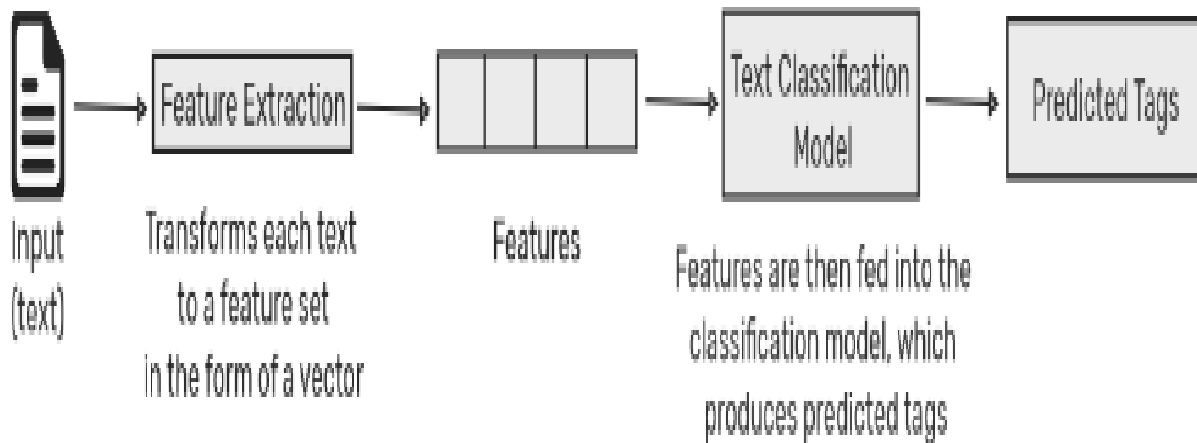 Input
(text)
Feature Extraction
Transforms each text
to a feature set
in the form of a vector
Features
Text Classification
Model
Features are then fed into the
classification model, which
produces predicted tags
Predicted Tags